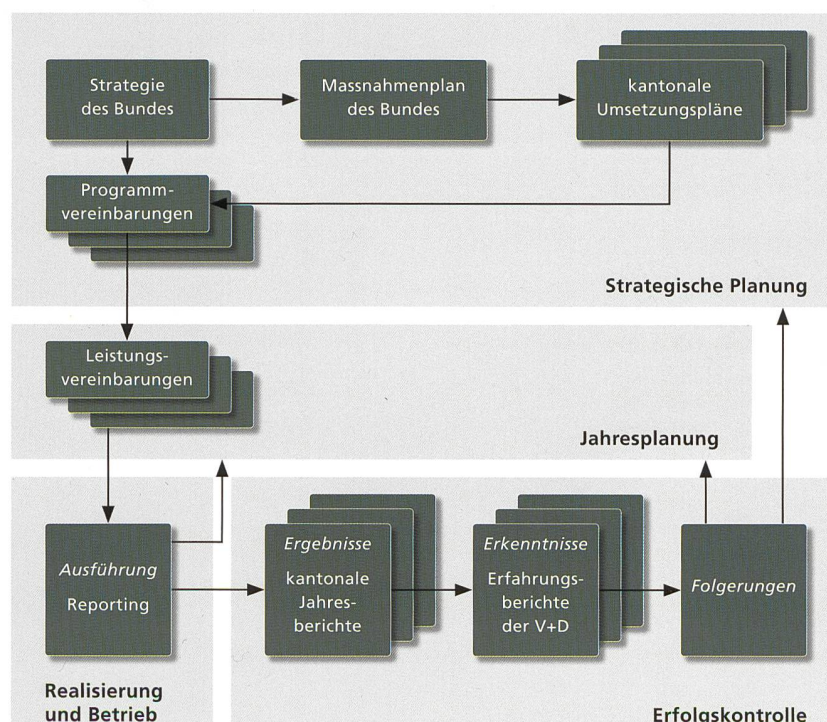 Strategie
des Bundes
Massnahmenplan
des Bundes
kantonale
Umsetzungspläne
Programm-
vereinbarungen
Strategische Planung
Leistungs-
vereinbarungen
Jahresplanung
Ausführung
Reporting
Ergebnisse
kantonale
Jahres-
berichte
Erkenntnisse
Erfahrungs-
berichte
der V+D
Folgerungen
Realisierung
und Betrieb
Erfolgskontrolle